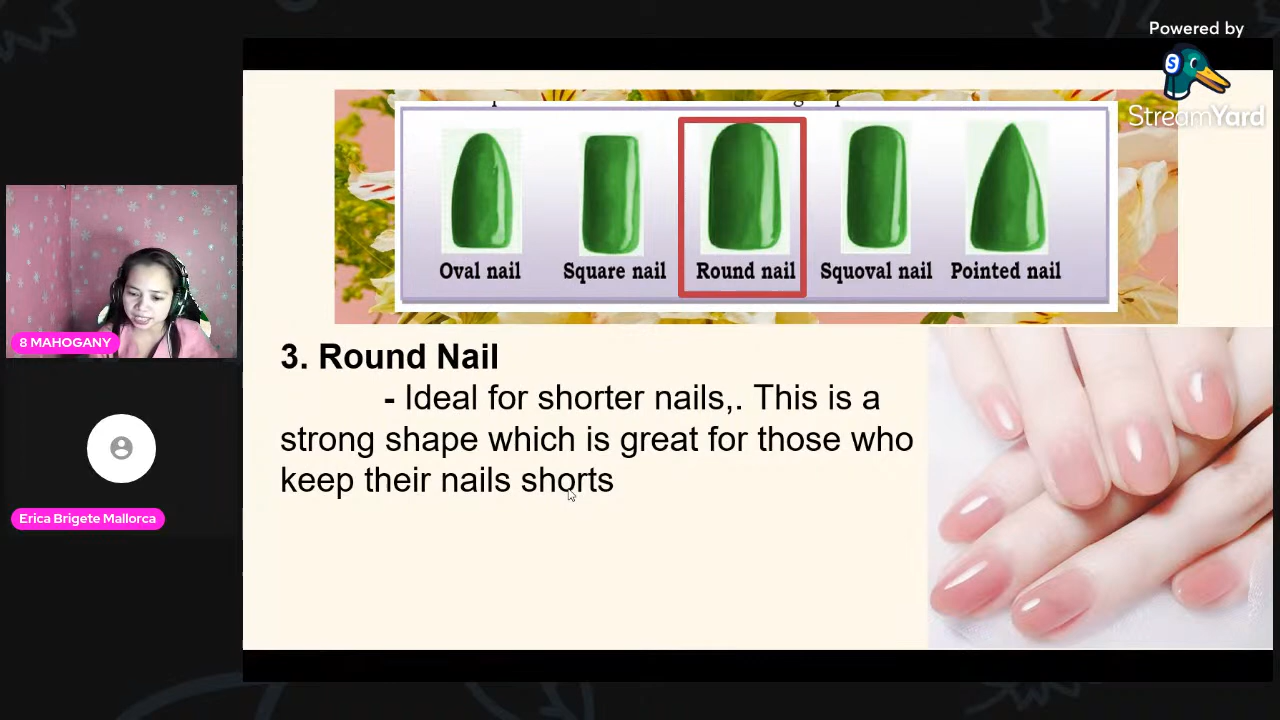 Powered by
StreamYard
Oval nail
Square nail
Round nail
Squoval nail
Pointed nail
8 MAHOGANY
Erica Brigete Mallorca
3. Round Nail
- Ideal for shorter nails,. This is a
strong shape which is great for those who
keep their nails shorts